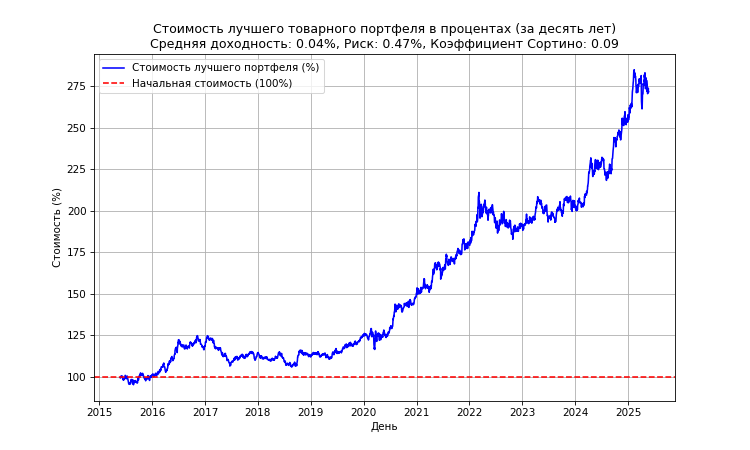 Стоимость лучшего товарного портфеля в процентах (за десять лет)
Средняя доходность: 0.04%, Риск: 0.47%, Коэффициент Сортино: 0.09
Стоимость лучшего портфеля (%)
Начальная стоимость (100%)
Стоимость (%)
275
250
225
200
175
150
125
100
2015 2016 2017 2018 2019 2020 2021 2022 2023 2024 2025
День